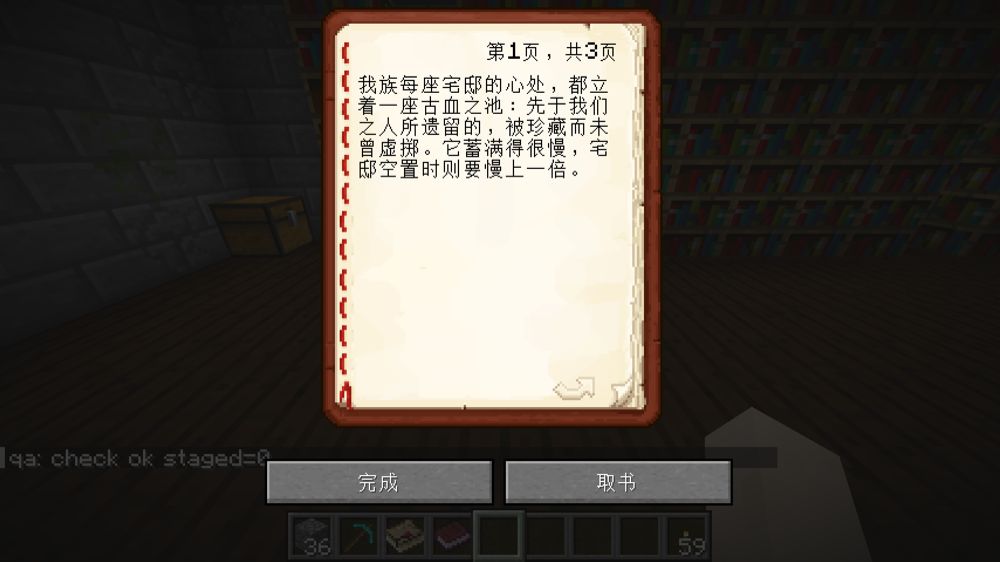 第1页，共3页
我族每座宅邸的心处，都立
着一座古血之池：先于我们
之人所遗留的，被珍藏而未
曾虚掷。它蓄满得很慢，宅
邸空置时则要慢上一倍。
qa: check ok staged=0
完成
取书
36
59